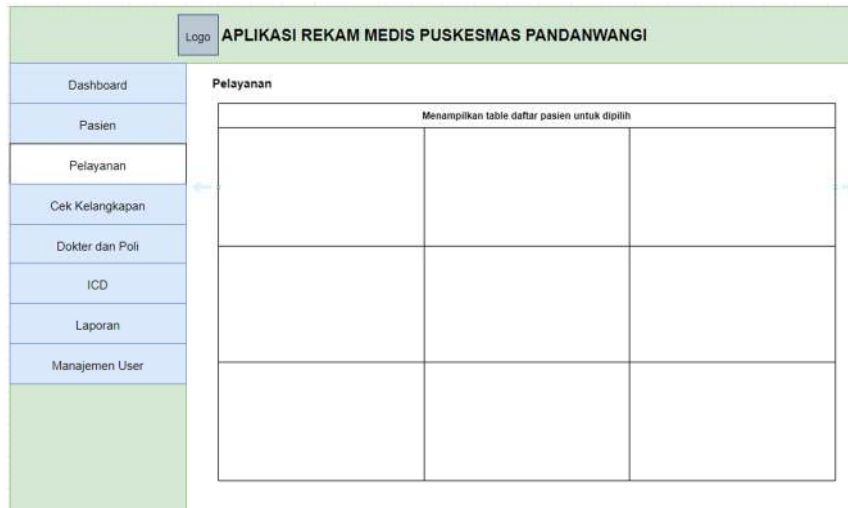 Logo
APLIKASI REKAM MEDIS PUSKESMAS PANDANWANGI
Dashboard
Pasien
Pelayanan
Cek Kelangkapan
Dokter dan Poli
ICD
Laporan
Manajemen User
Pelayanan
Menampilkan table daftar pasien untuk dipilih